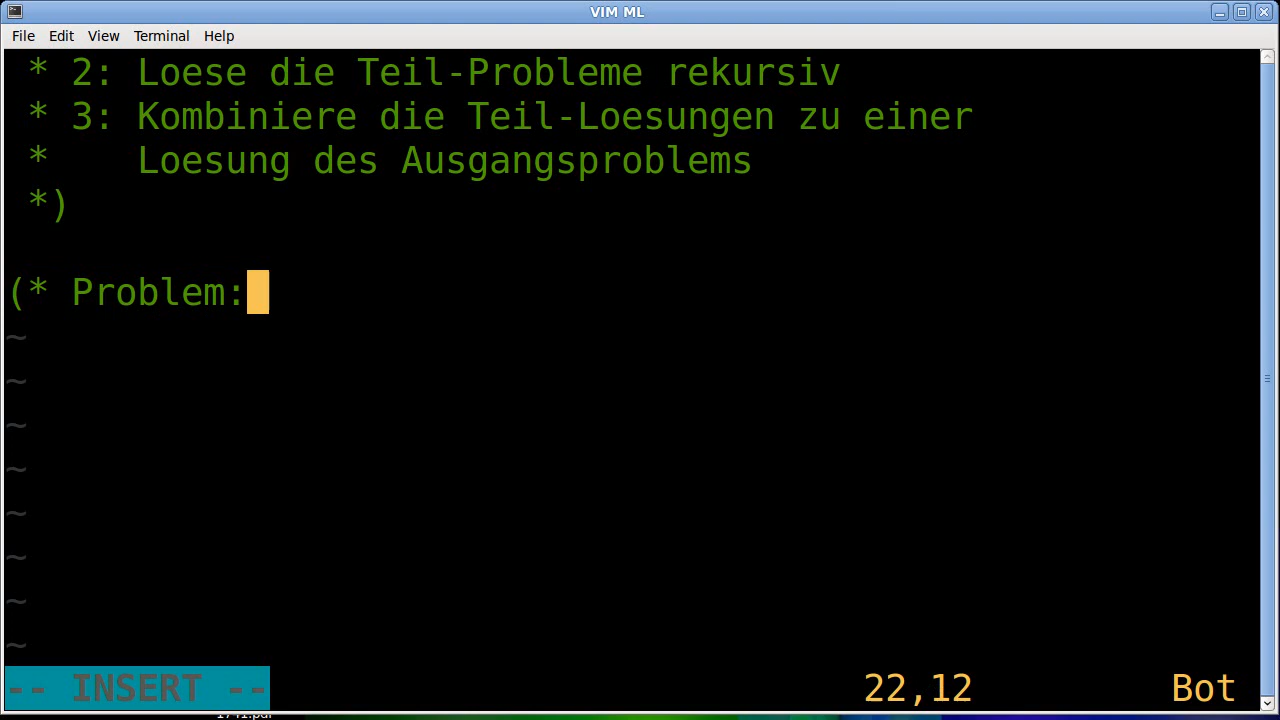 VIM ML
File Edit View Terminal Help
 * 2: Loese die Teil-Probleme rekursiv
 * 3: Kombiniere die Teil-Loesungen zu einer
 *    Loesung des Ausgangsproblems
 *)
(* Problem:
~
~
~
~
~
~
~
~
-- INSERT -- 22,12 Bot